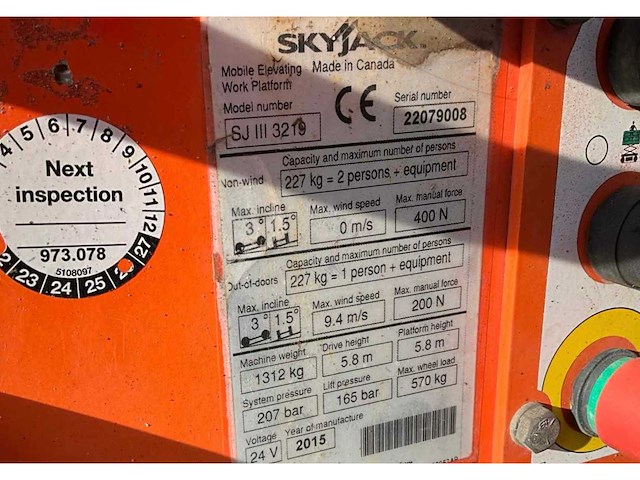 SKYJACK
Mobile Elevating Made in Canada
Work Platform
Model number
SJ III 3219
CE
Serial number
22079008
Capacity and maximum number of persons
Non-wind
227 kg = 2 persons + equipment
Max. incline Max. wind speed Max. manual force
3° 1.5° 0 m/s 400 N
Capacity and maximum number of persons
Out-of-doors
227 kg = 1 person + equipment
Max. incline Max. wind speed Max. manual force
3° 1.5° 9.4 m/s 200 N
Machine weight Drive height Platform height
1312 kg 5.8 m 5.8 m
System pressure Lift pressure Max. wheel load
207 bar 165 bar 570 kg
Voltage Year of manufacture
24 V 2015
4 5 6 7 8 9 10 11 12
Next
inspection
973.078
5108097
23 24 25 27